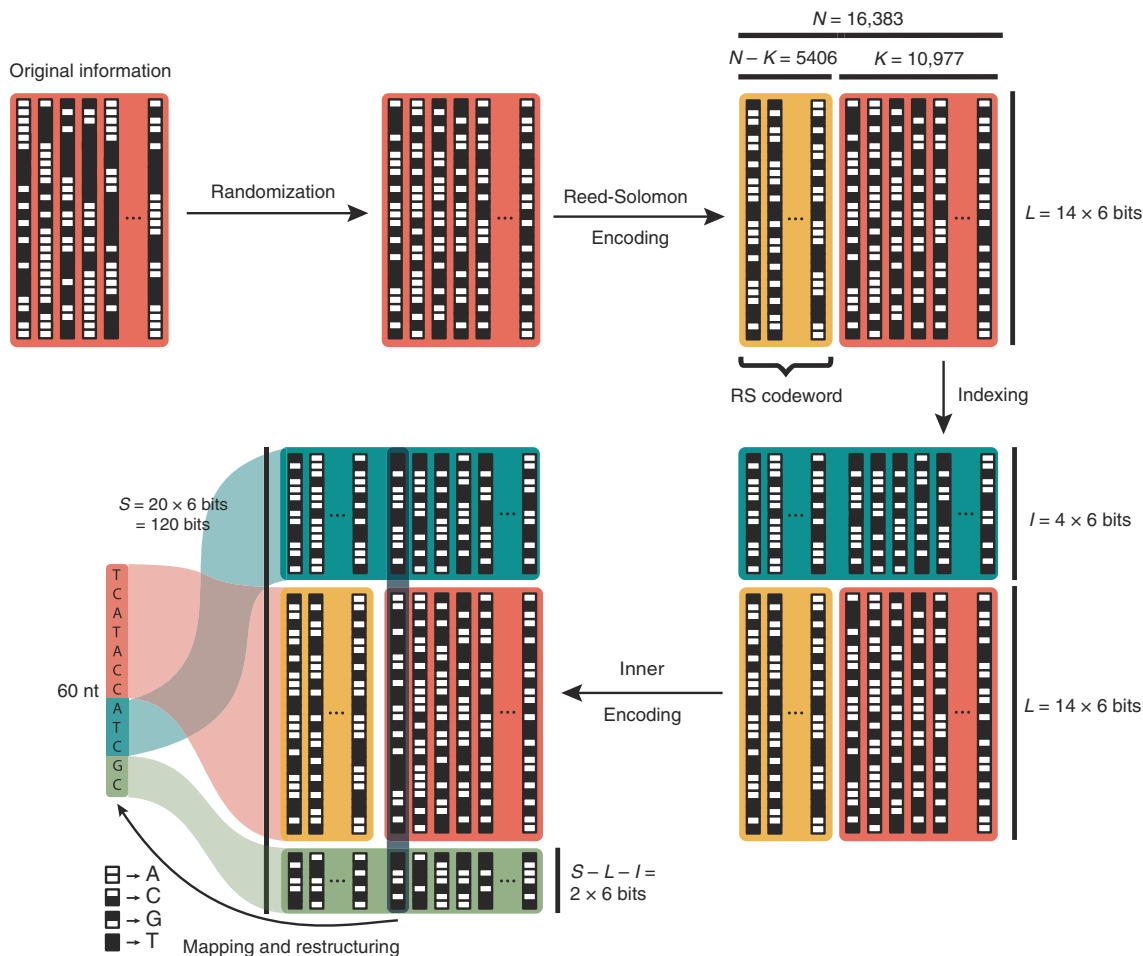 N = 16,383
N – K = 5406
K = 10,977
Original information
Randomization
Reed-Solomon
Encoding
L = 14 × 6 bits
...
...
...
...
RS codeword
Indexing
S = 20 × 6 bits
= 120 bits
...
...
...
...
I = 4 × 6 bits
T
C
A
T
A
C
C
A
T
C
G
C
60 nt
Inner
Encoding
...
...
...
...
L = 14 × 6 bits
...
...
S – L – I =
2 × 6 bits
→ A
→ C
→ G
→ T
Mapping and restructuring